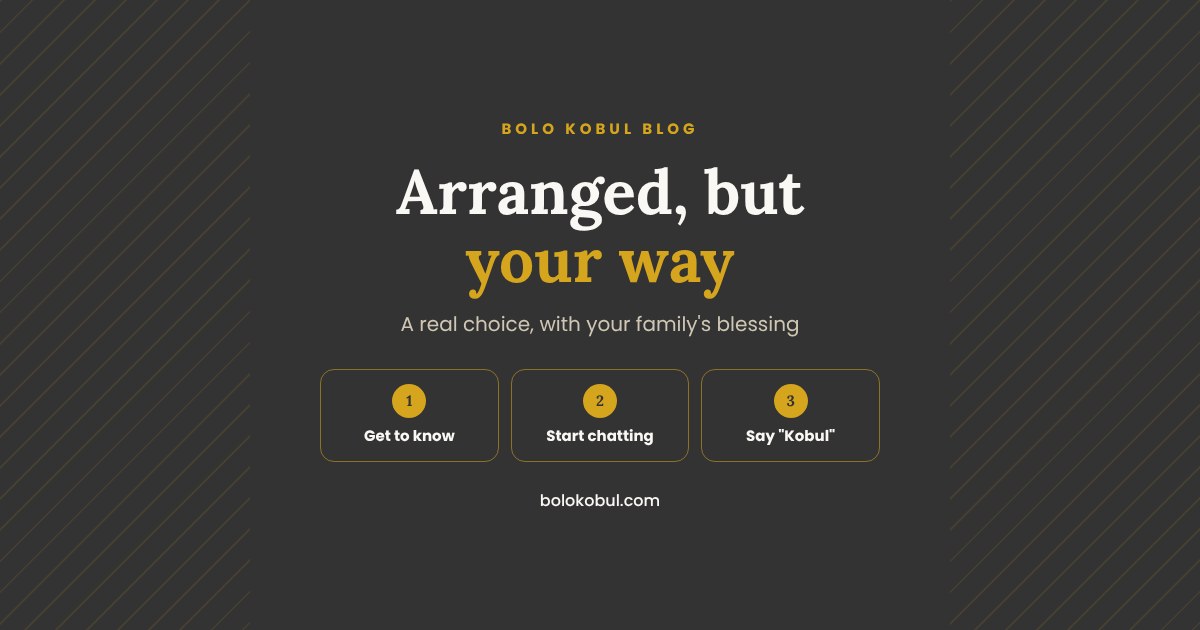 BOLO KOBUL BLOG
Arranged, but
your way
A real choice, with your family's blessing
1
Get to know
2
Start chatting
3
Say "Kobul"
bolokobul.com